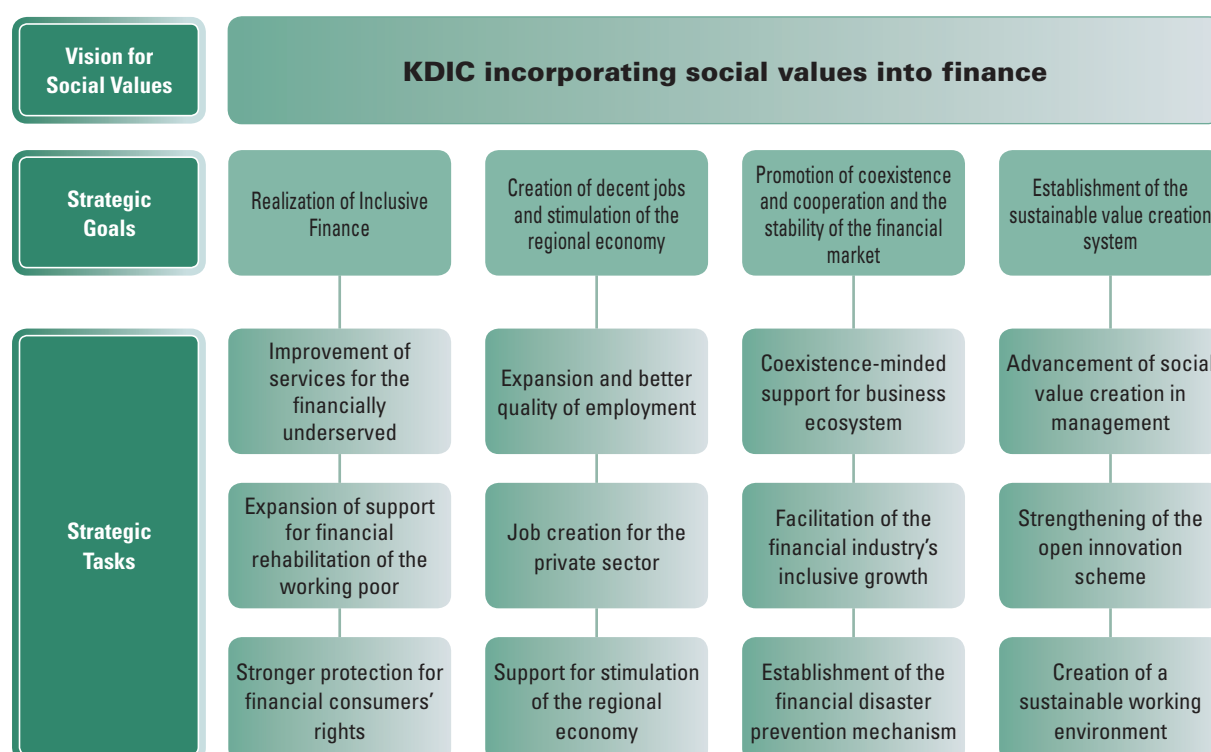 Vision for
Social Values
KDIC incorporating social values into finance
Strategic
Goals
Realization of Inclusive
Finance
Creation of decent jobs
and stimulation of the
regional economy
Promotion of coexistence
and cooperation and the
stability of the financial
market
Establishment of the
sustainable value creation
system
Strategic
Tasks
Improvement of
services for the
financially
underserved
Expansion and better
quality of employment
Coexistence-minded
support for business
ecosystem
Advancement of social
value creation in
management
Expansion of support
for financial
rehabilitation of the
working poor
Job creation for the
private sector
Facilitation of the
financial industry's
inclusive growth
Strengthening of the
open innovation
scheme
Stronger protection for
financial consumers'
rights
Support for stimulation
of the regional
economy
Establishment of the
financial disaster
prevention mechanism
Creation of a
sustainable working
environment